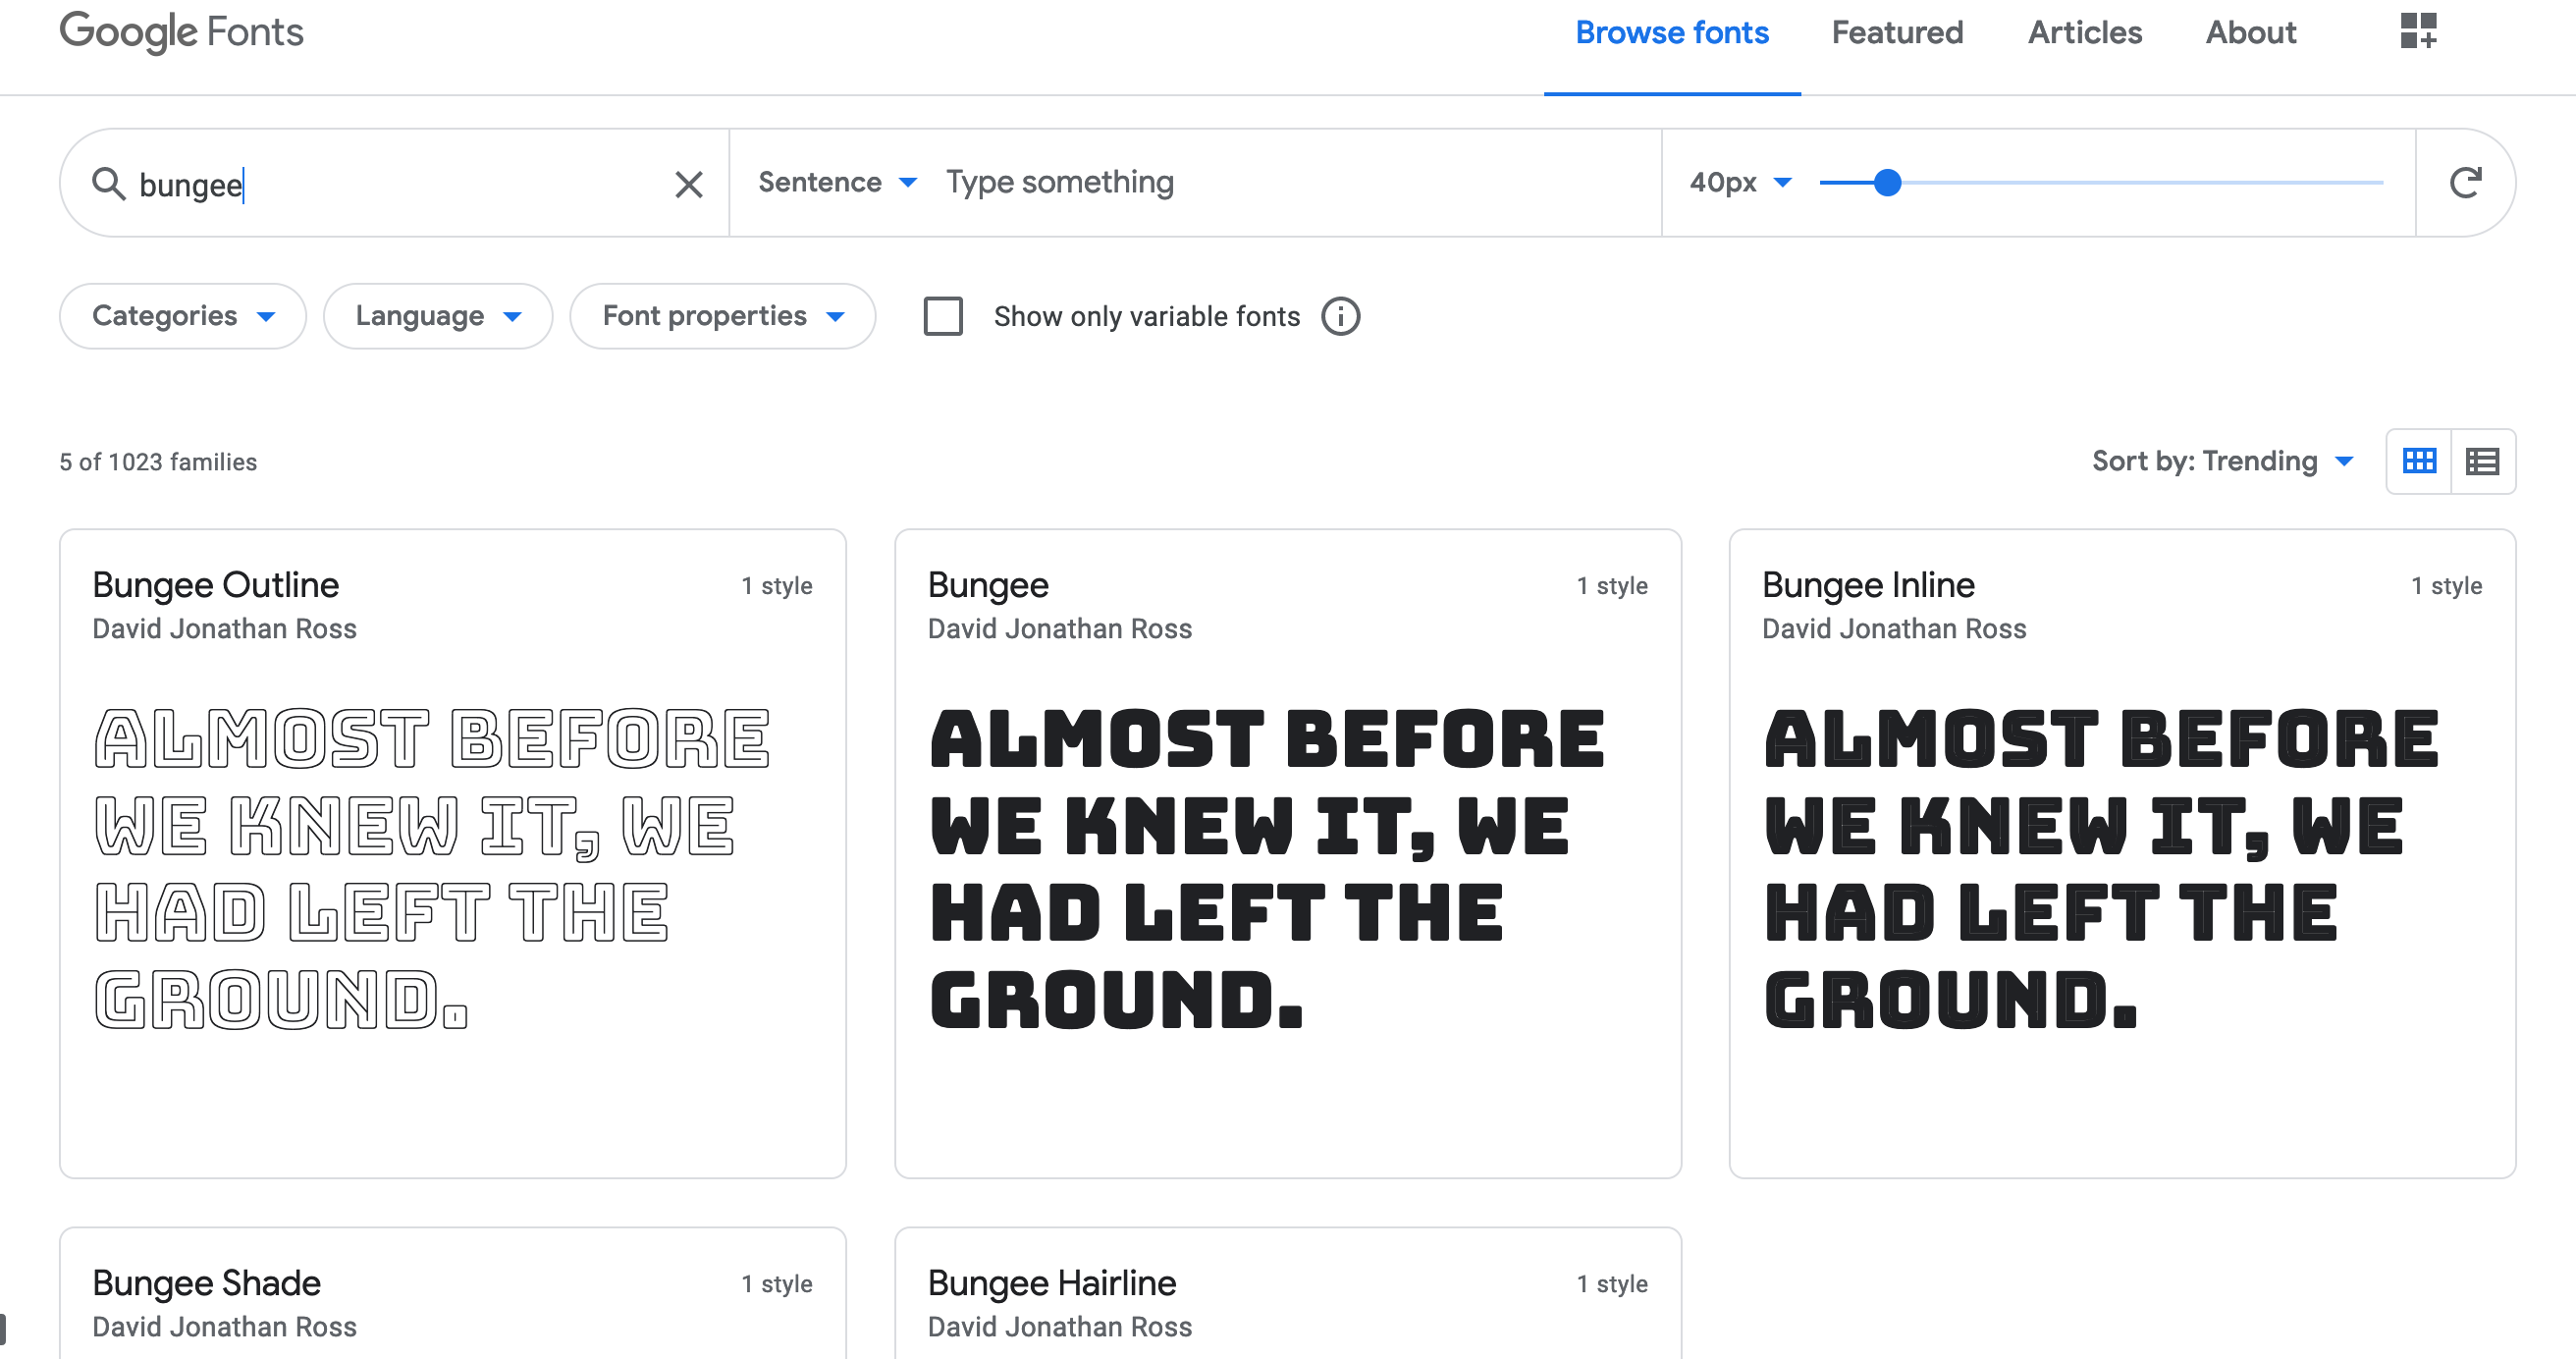 Google Fonts
Browse fonts
Featured
Articles
About
bungee
Sentence
Type something
40px
Categories
Language
Font properties
Show only variable fonts
5 of 1023 families
Sort by: Trending
Bungee Outline
1 style
David Jonathan Ross
ALMOST BEFORE
WE KNEW IT, WE
HAD LEFT THE
GROUND.
Bungee
1 style
David Jonathan Ross
ALMOST BEFORE
WE KNEW IT, WE
HAD LEFT THE
GROUND.
Bungee Inline
1 style
David Jonathan Ross
ALMOST BEFORE
WE KNEW IT, WE
HAD LEFT THE
GROUND.
Bungee Shade
1 style
David Jonathan Ross
Bungee Hairline
1 style
David Jonathan Ross